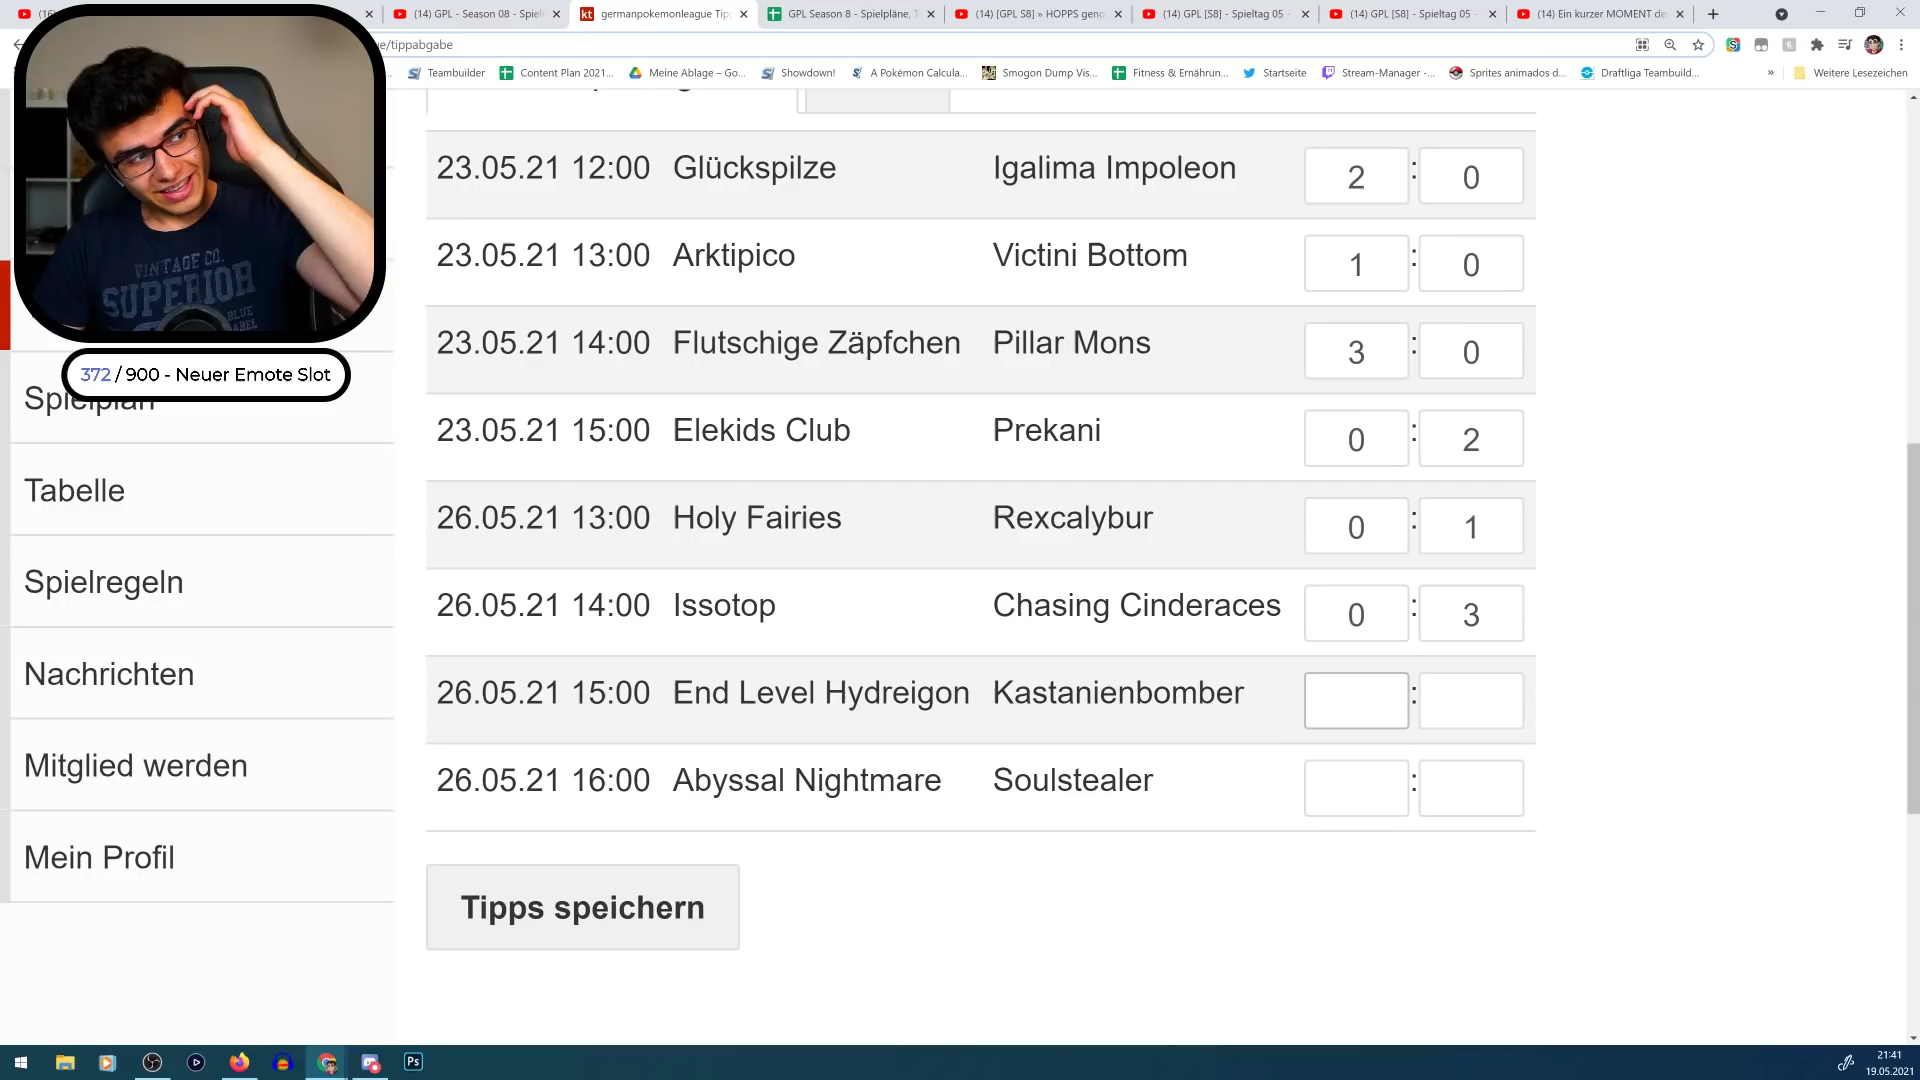 (14) GPL - Season 08 - Spielt
germanpokemonleague Tip
GPL Season 8 - Spielpläne, T
(14) [GPL S8] » HOPPS geno
(14) GPL [S8] - Spieltag 05 -
(14) GPL [S8] - Spieltag 05 -
(14) Ein kurzer MOMENT de
e/tippabgabe
Teambuilder
Content Plan 2021...
Meine Ablage – Go...
Showdown!
A Pokémon Calcula...
Smogon Dump Vis...
Fitness & Ernährun...
Startseite
Stream-Manager -...
Sprites animados d...
Draftliga Teambuild...
» Weitere Lesezeichen
VINTAGE CO.
SUPERIOR
BLUE
LABEL
372 / 900 - Neuer Emote Slot
Spielplan
Tabelle
Spielregeln
Nachrichten
Mitglied werden
Mein Profil
23.05.21 12:00 Glückspilze Igalima Impoleon 2 : 0
23.05.21 13:00 Arktipico Victini Bottom 1 : 0
23.05.21 14:00 Flutschige Zäpfchen Pillar Mons 3 : 0
23.05.21 15:00 Elekids Club Prekani 0 : 2
26.05.21 13:00 Holy Fairies Rexcalybur 0 : 1
26.05.21 14:00 Issotop Chasing Cinderaces 0 : 3
26.05.21 15:00 End Level Hydreigon Kastanienbomber :
26.05.21 16:00 Abyssal Nightmare Soulstealer :
Tipps speichern
Ps
21:41
19.05.2021